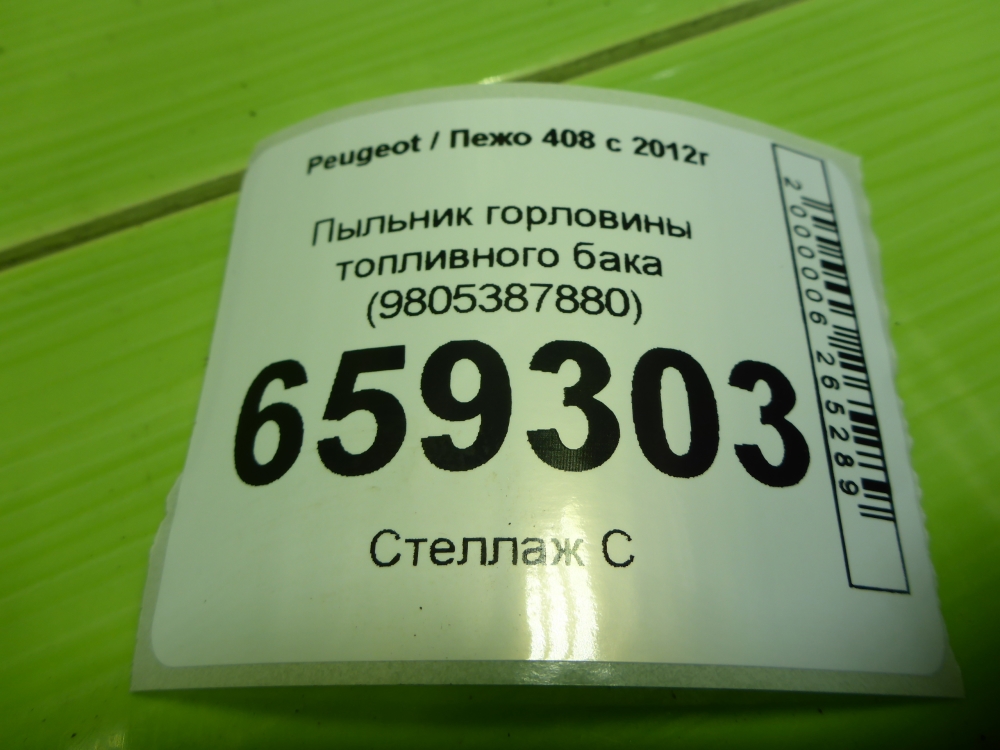 Peugeot / Пежо 408 с 2012г
Пыльник горловины
топливного бака
(9805387880)
659303
Стеллаж С
2000006265289